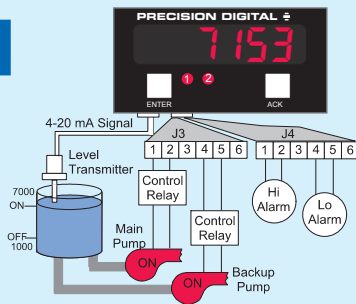 PRECISION DIGITAL
7153
1 2
ENTER ACK
4-20 mA Signal
J3 J4
1 2 3 4 5 6 1 2 3 4 5 6
Level
Transmitter
7000
ON
OFF
1000
Control
Relay
Control
Relay
Hi
Alarm
Lo
Alarm
Main
Pump
ON
ON
Backup
Pump